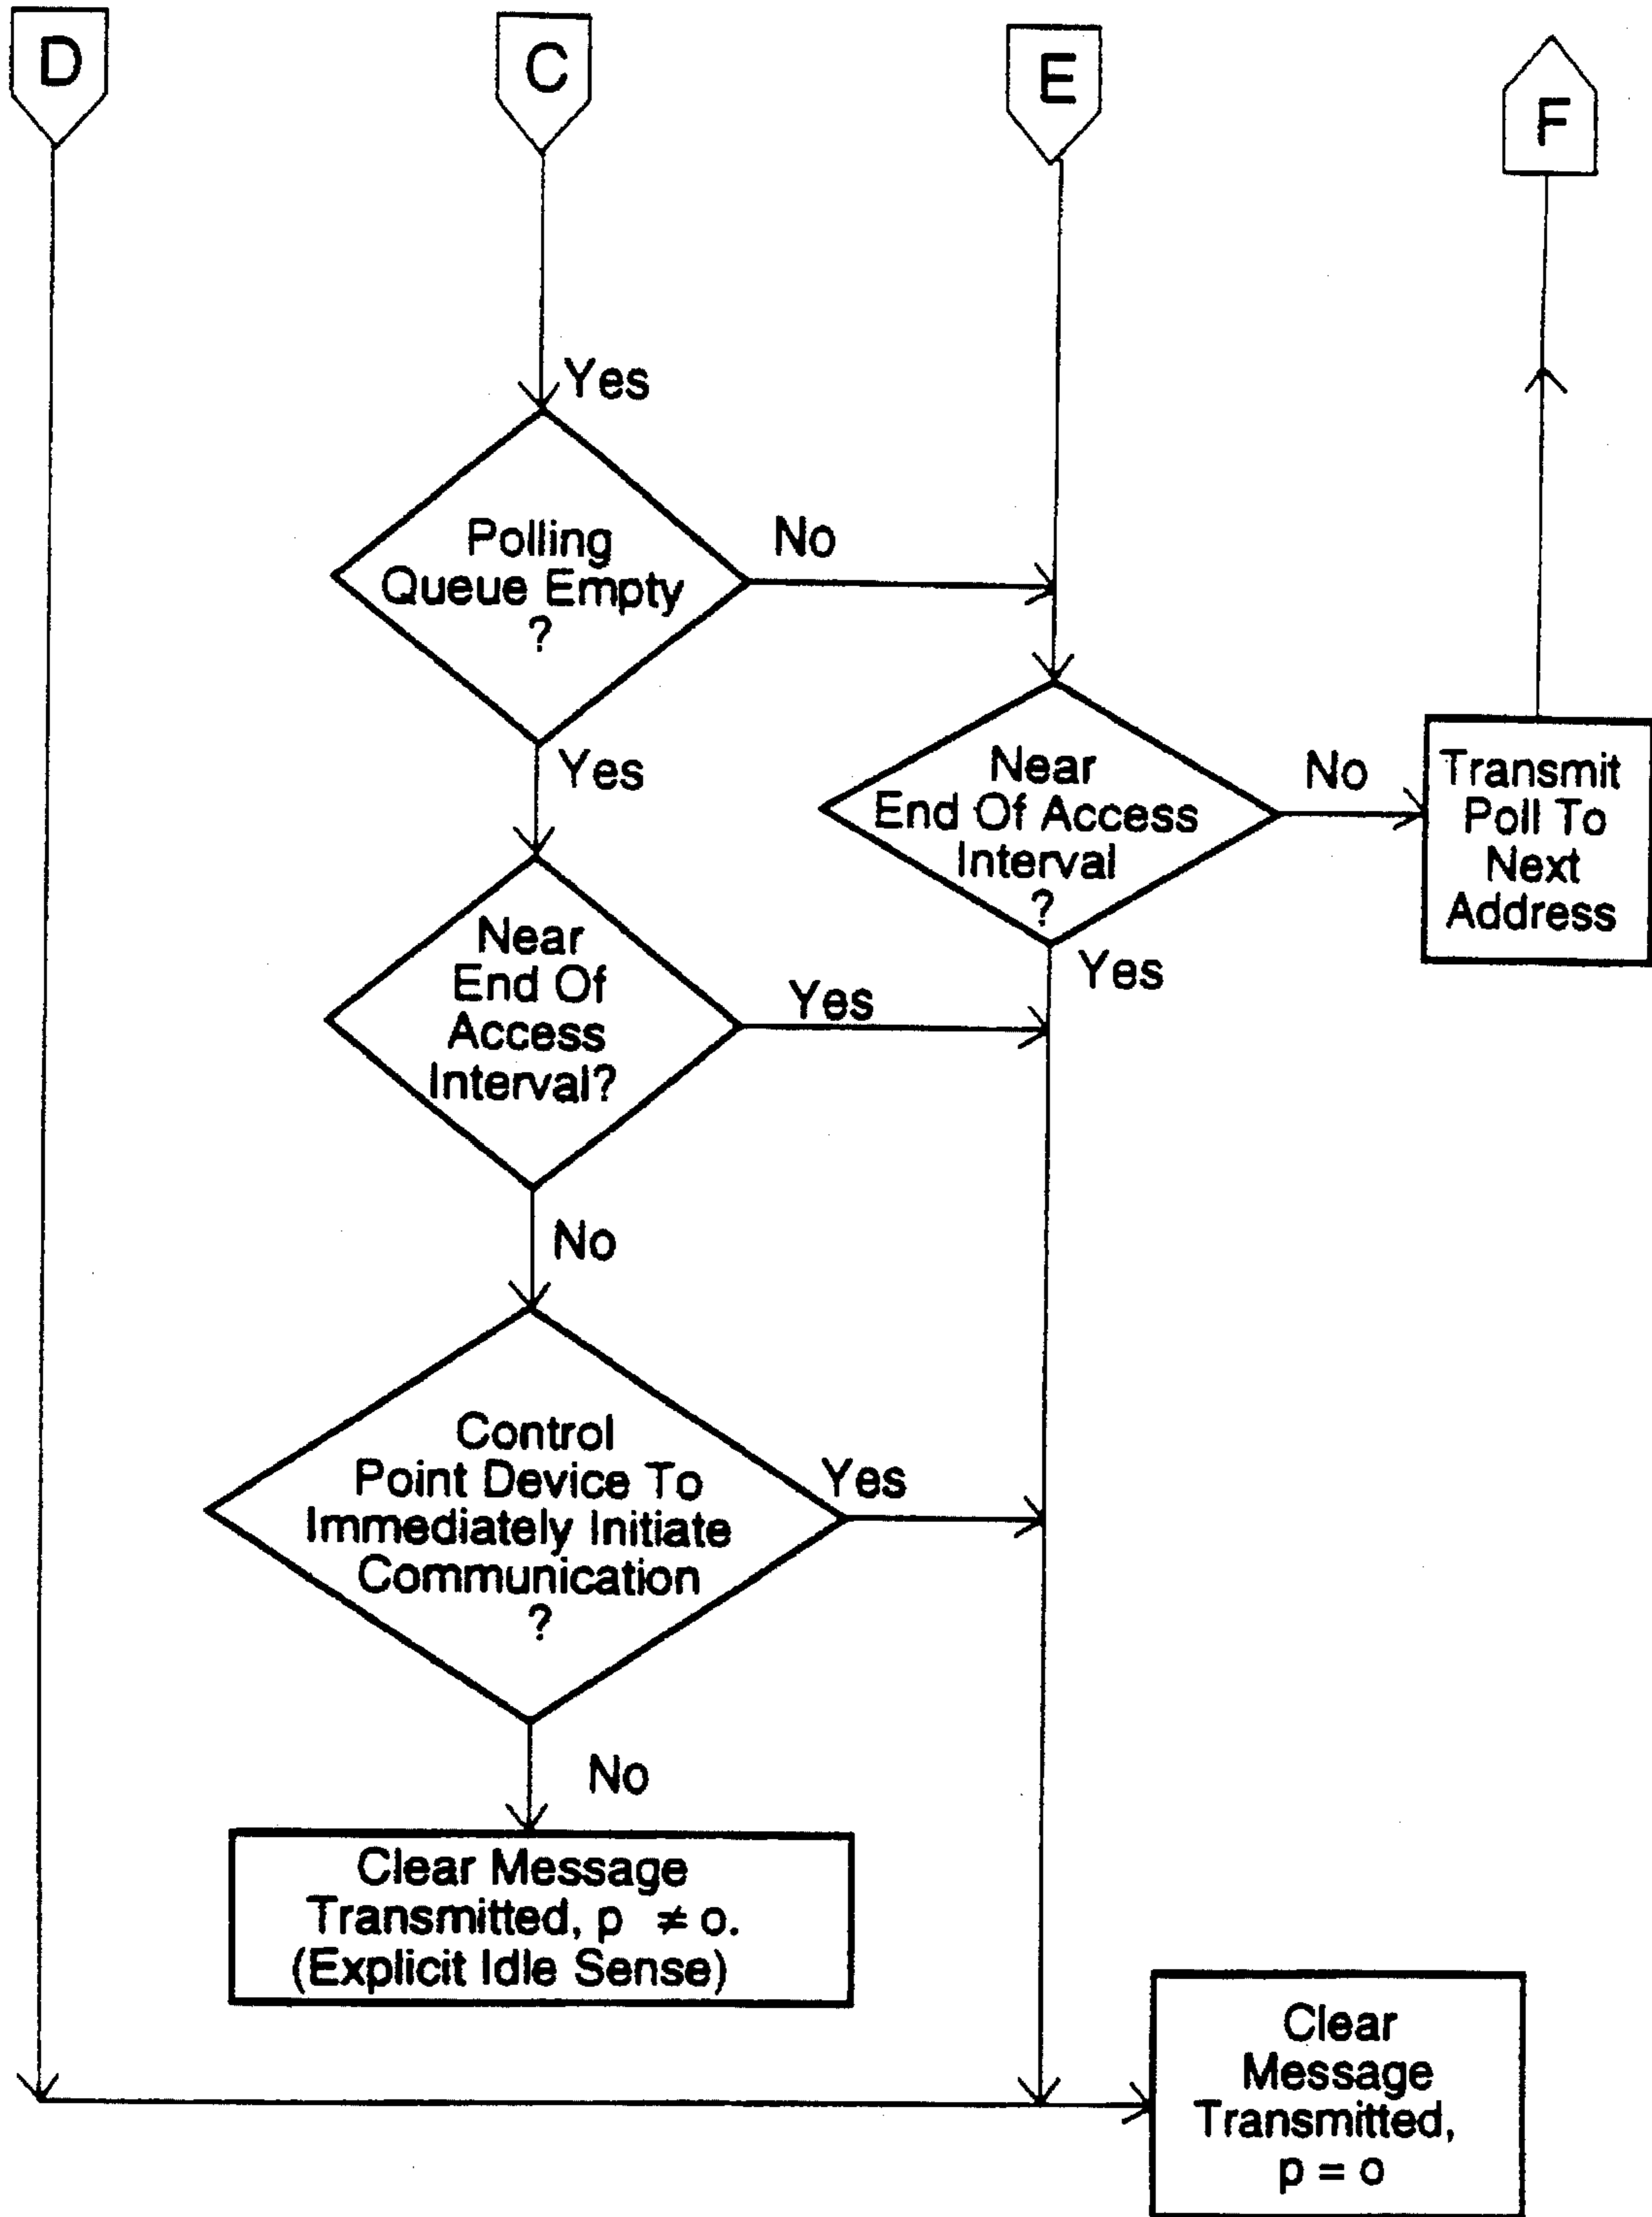 D
C
E
F
Yes
Polling
Queue Empty
?
No
Yes
Near
End Of Access
Interval
?
No
Transmit
Poll To
Next
Address
Yes
Near
End Of
Access
Interval?
Yes
No
Control
Point Device To
Immediately Initiate
Communication
?
Yes
No
Clear Message
Transmitted, p ≠ o.
(Explicit Idle Sense)
Clear
Message
Transmitted,
p = o